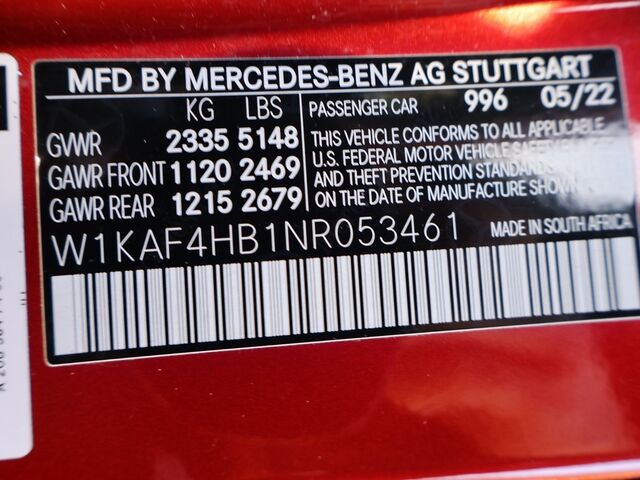 MFD BY MERCEDES-BENZ AG STUTTGART
KG LBS
GVWR 2335 5148
GAWR FRONT 1120 2469
GAWR REAR 1215 2679
PASSENGER CAR 996 05/22
THIS VEHICLE CONFORMS TO ALL APPLICABLE
U.S. FEDERAL MOTOR VEHICLE SAFETY
AND THEFT PREVENTION STANDARDS
ON THE DATE OF MANUFACTURE SHOWN
W1KAF4HB1NR053461 MADE IN SOUTH AFRICA